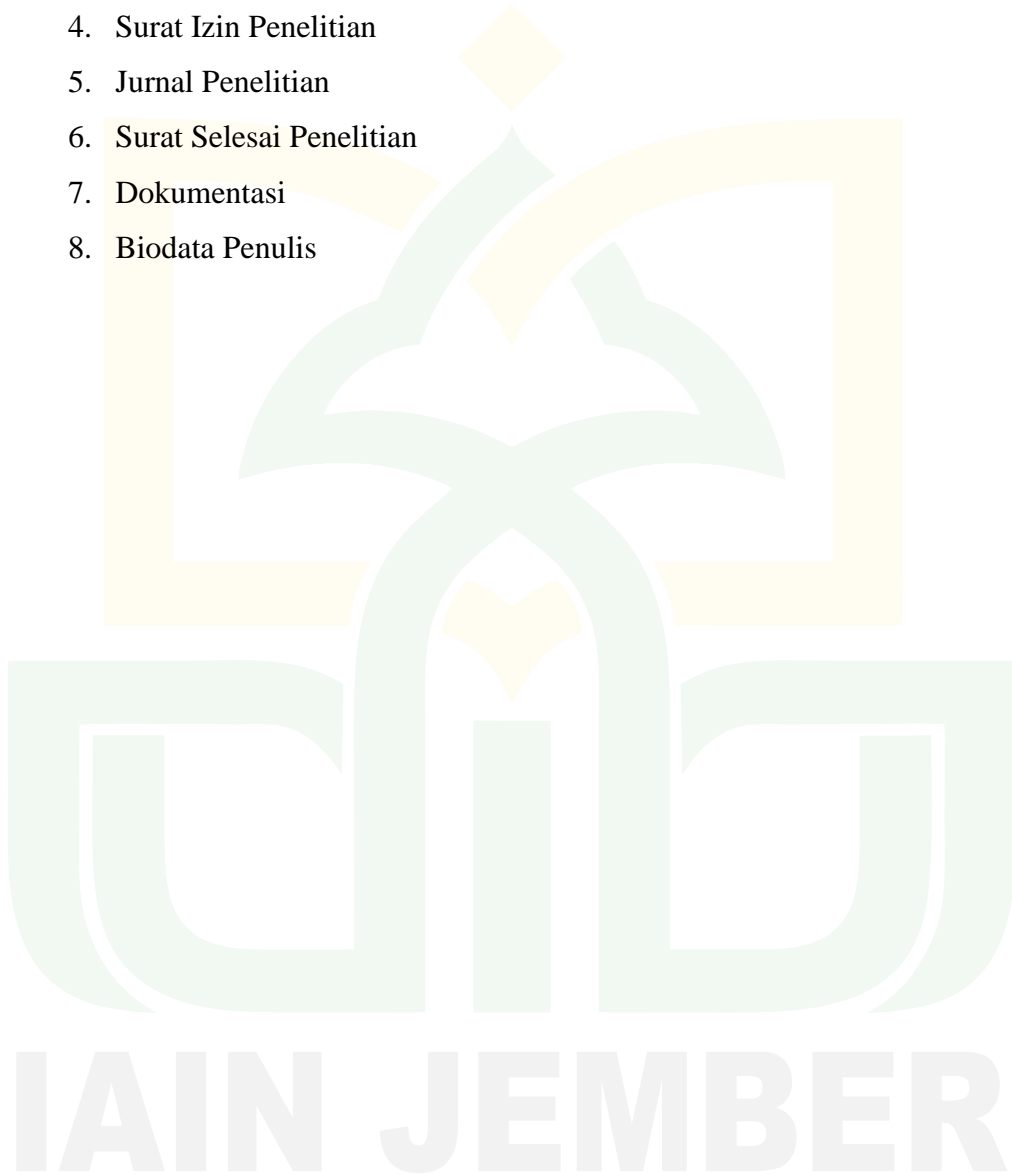 4. Surat Izin Penelitian
5. Jurnal Penelitian
6. Surat Selesai Penelitian
7. Dokumentasi
8. Biodata Penulis
IAIN JEMBER